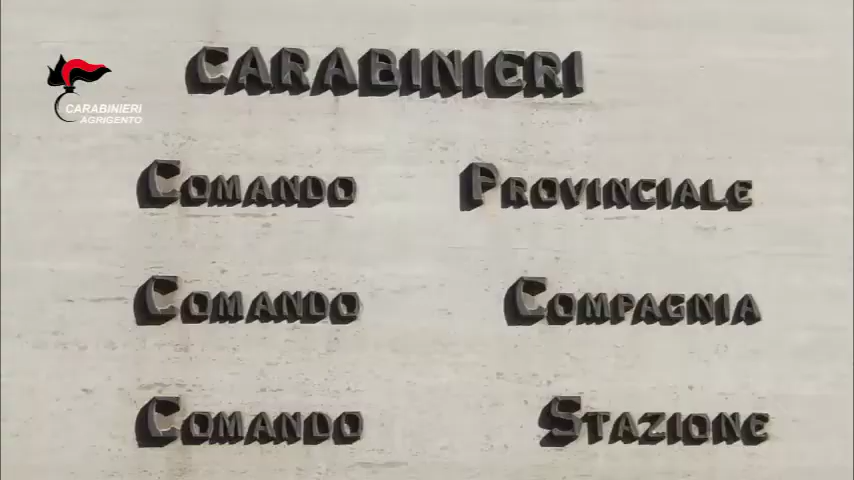 CARABINIERI
CARABINIERI
AGRIGENTO
COMANDO PROVINCIALE
COMANDO COMPAGNIA
COMANDO STAZIONE